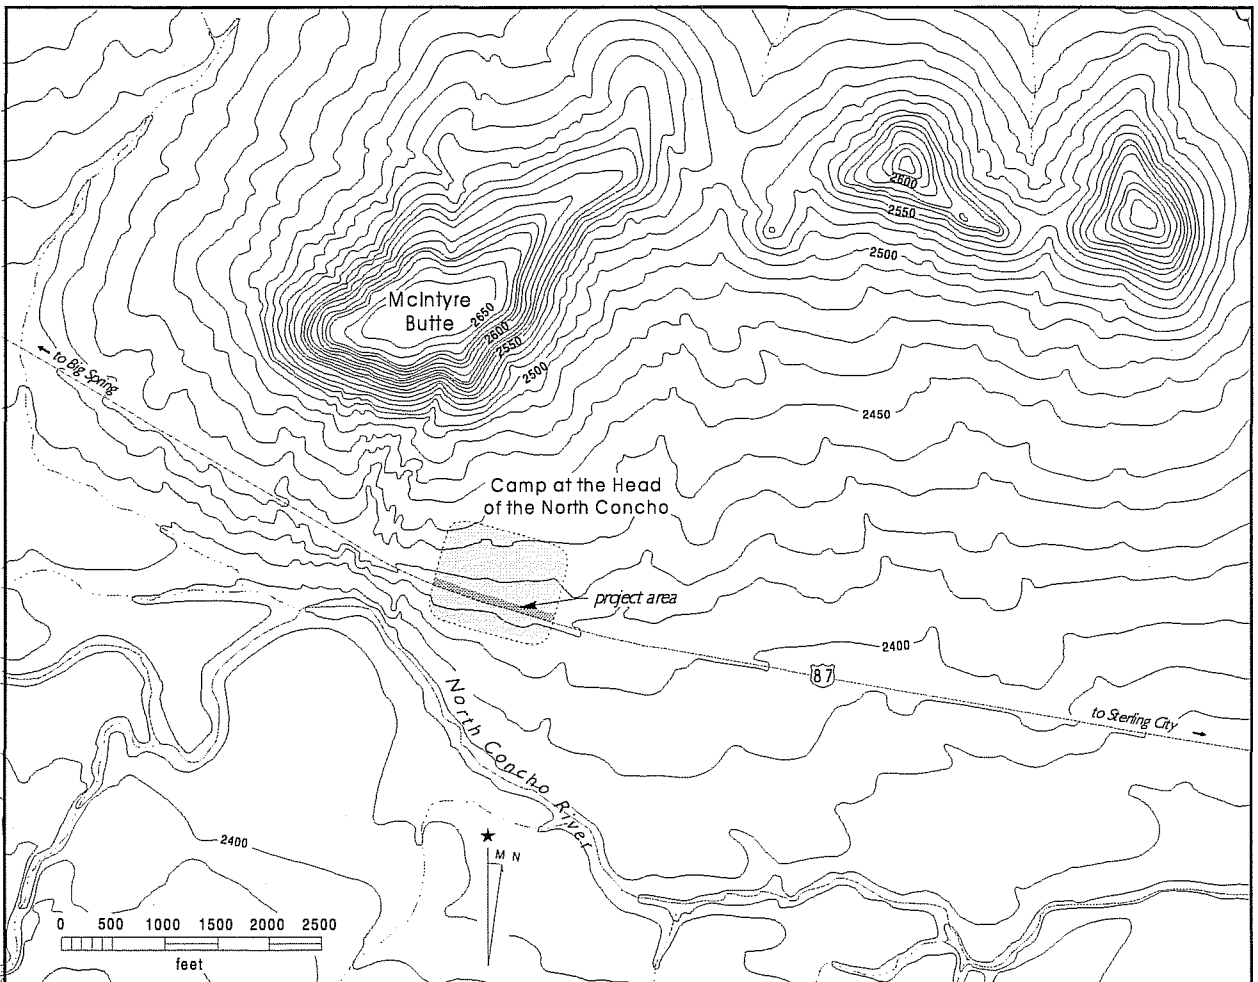 2600
2550
2500
McIntyre
Butte
2650
2600
2550
2500
← to Big Spring
2450
Camp at the Head
of the North Concho
project area
2400
87
to Sterling City →
North Concho River
2400
M N
0 500 1000 1500 2000 2500
feet